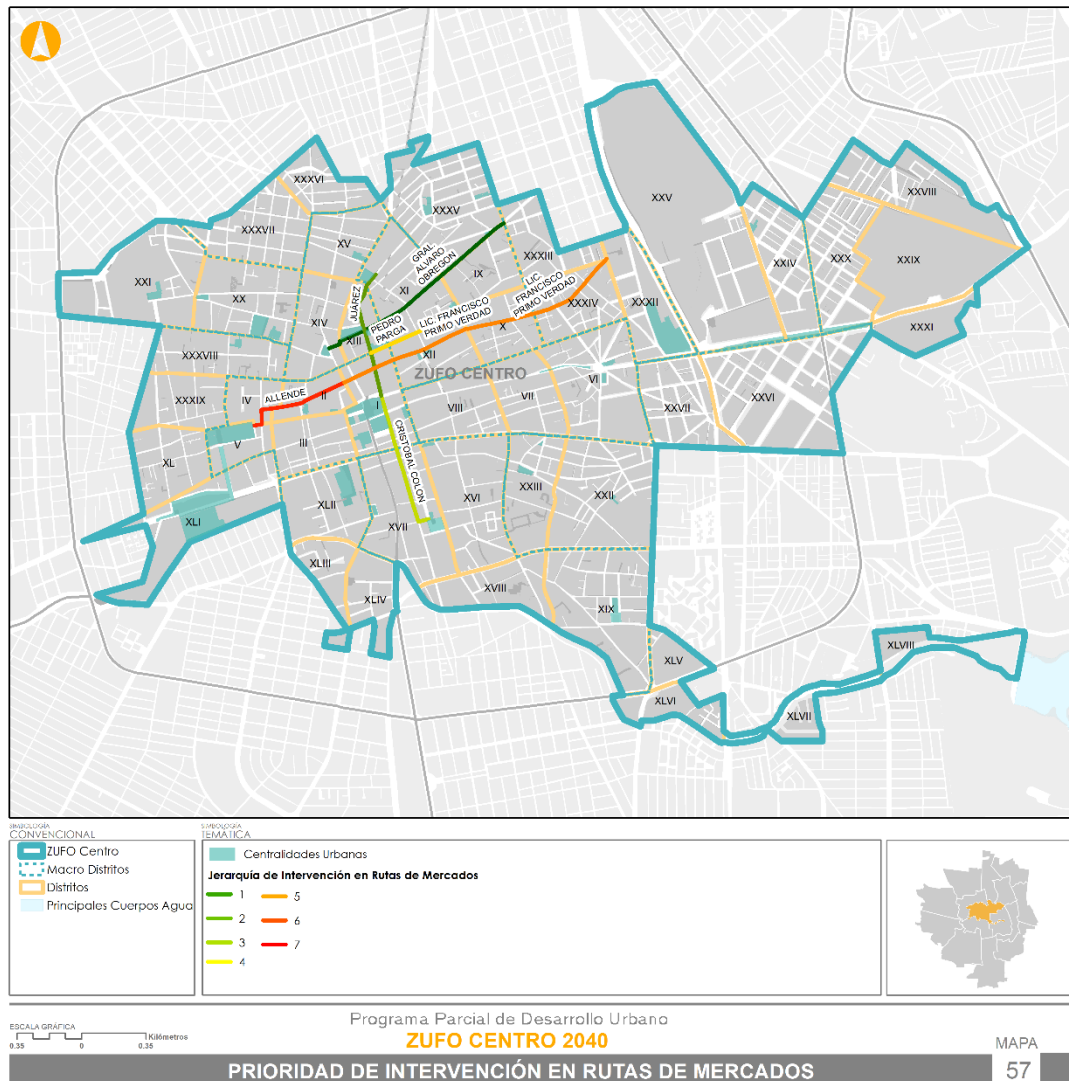 XXXVI
XXV
XXVIII
XXXV
XXXVII
XV
GRAL.
ALVARO
OBREGON
XXXIII
XXIV
XXX
XXIX
XXI
IX
XX
XI
JUÁREZ
LIC.
FRANCISCO
PRIMO VERDAD
XXXIV
XXXII
XXXI
XIV
PEDRO
PARGA
LIC. FRANCISCO
PRIMO VERDAD
X
XIII
XXXVIII
XII
ZUFO CENTRO
VI
XXXIX
IV
ALLENDE
II
I
VIII
VII
XXVII
XXVI
V
III
CRISTOBAL COLON
XL
XXIII
XLI
XLII
XVI
XXII
XVII
XLIII
XVIII
XLIV
XIX
XLV
XLVIII
XLVI
XLVII
SIMBOLOGÍA
CONVENCIONAL
ZUFO Centro
Macro Distritos
Distritos
Principales Cuerpos Agua
SIMBOLOGÍA
TEMATICA
Centralidades Urbanas
Jerarquía de Intervención en Rutas de Mercados
1
2
3
4
5
6
7
ESCALA GRÁFICA
Kilómetros
0.35 0 0.35
Programa Parcial de Desarrollo Urbano
ZUFO CENTRO 2040
PRIORIDAD DE INTERVENCIÓN EN RUTAS DE MERCADOS
MAPA
57